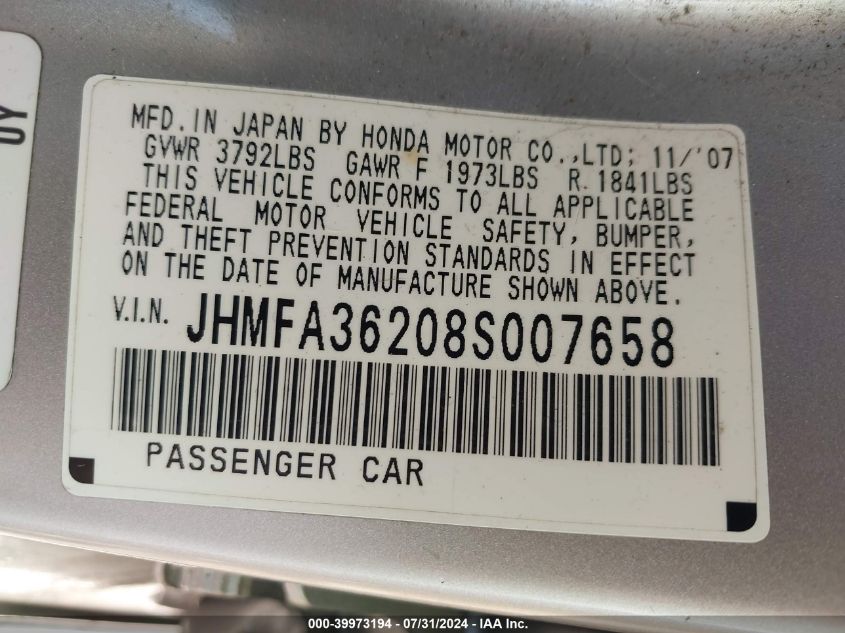 OY
MFD. IN JAPAN BY HONDA MOTOR CO.,LTD; 11/'07
GVWR 3792LBS GAWR F 1973LBS R 1841LBS
THIS VEHICLE CONFORMS TO ALL APPLICABLE
FEDERAL MOTOR VEHICLE SAFETY, BUMPER,
AND THEFT PREVENTION STANDARDS IN EFFECT
ON THE DATE OF MANUFACTURE SHOWN ABOVE.
V.I.N. JHMFA36208S007658
PASSENGER CAR
000-39973194 - 07/31/2024 - IAA Inc.